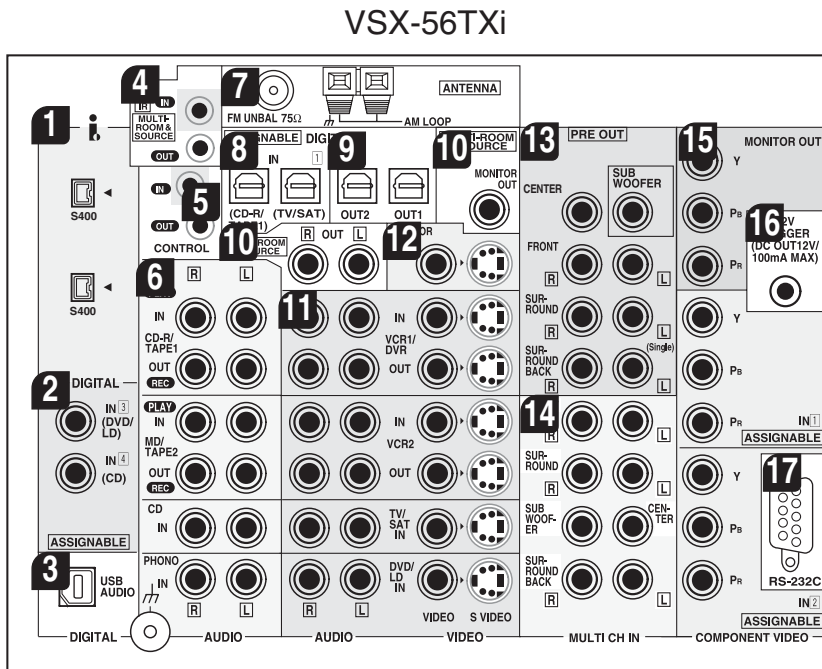 VSX-56TXi
1
i
S400
S400
2
DIGITAL
IN 3
(DVD/
LD)
IN 4
(CD)
ASSIGNABLE
3
USB
AUDIO
DIGITAL
4
IR IN
MULTI-
ROOM &
SOURCE
OUT
IN
5
OUT
CONTROL
6
R L
IN
CD-R/
TAPE1
OUT
REC
PLAY
IN
MD/
TAPE2
OUT
REC
CD
IN
PHONO
IN
R L
AUDIO
7
FM UNBAL 75Ω
AM LOOP
ANTENNA
8
IN
1
(CD-R/
(TV/SAT)
9
OUT2 OUT1
10
MONITOR
OUT
10
R OUT L
11
12
IN
VCR1/
DVR
OUT
IN
VCR2
OUT
TV/
SAT
IN
DVD/
LD
IN
R L
AUDIO
VIDEO S VIDEO
VIDEO
13
PRE OUT
CENTER
SUB
WOOFER
FRONT
R L
SUR-
ROUND
R L
(Single)
SUR-
ROUND
BACK
R L
14
R L
SUR-
ROUND
R L
SUB
WOOF-
ER
CEN-
TER
SUR-
ROUND
BACK
R L
MULTI CH IN
15
MONITOR OUT
Y
PB
PR
16
(DC OUT12V/
100mA MAX)
Y
PB
PR
IN 1
ASSIGNABLE
Y
PB
PR
17
RS-232C
IN 2
ASSIGNABLE
COMPONENT VIDEO